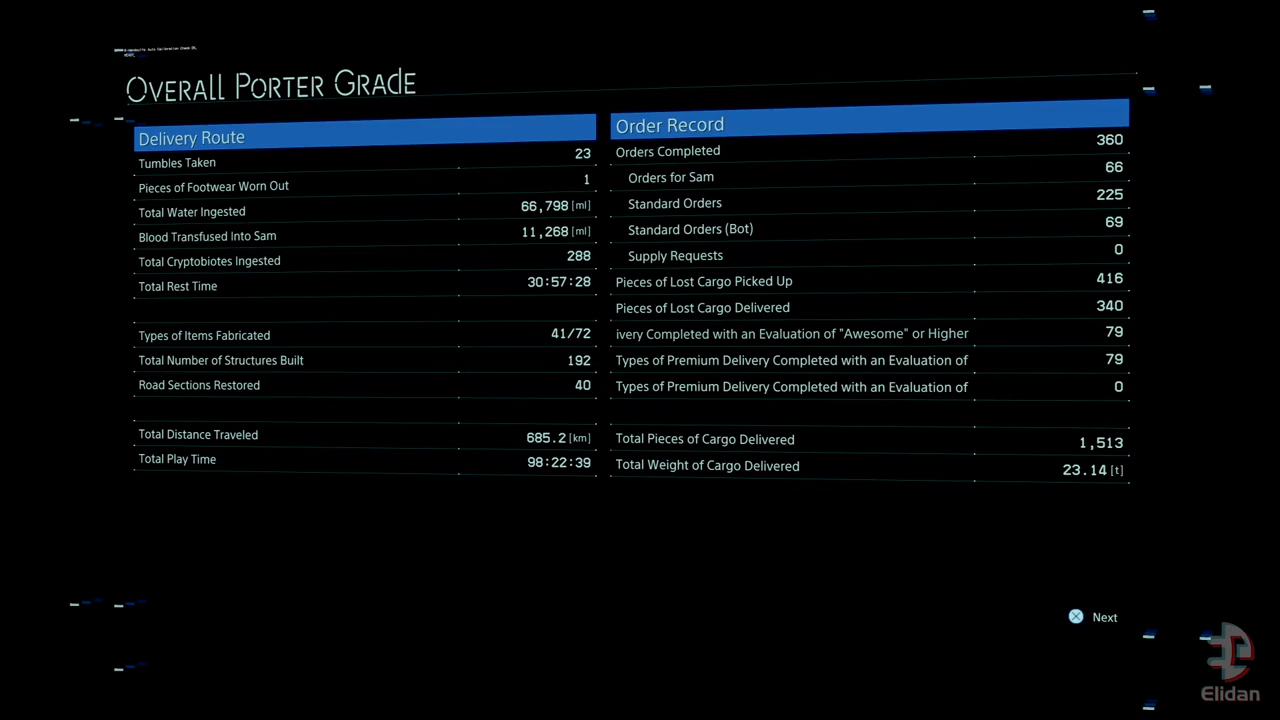 OVERALL PORTER GRADE
Delivery Route
Tumbles Taken 23
Pieces of Footwear Worn Out 1
Total Water Ingested 66,798 [ml]
Blood Transfused Into Sam 11,268 [ml]
Total Cryptobiotes Ingested 288
Total Rest Time 30:57:28
Types of Items Fabricated 41/72
Total Number of Structures Built 192
Road Sections Restored 40
Total Distance Traveled 685.2 [km]
Total Play Time 98:22:39
Order Record
Orders Completed 360
Orders for Sam 66
Standard Orders 225
Standard Orders (Bot) 69
Supply Requests 0
Pieces of Lost Cargo Picked Up 416
Pieces of Lost Cargo Delivered 340
ivery Completed with an Evaluation of "Awesome" or Higher 79
Types of Premium Delivery Completed with an Evaluation of 79
Types of Premium Delivery Completed with an Evaluation of 0
Total Pieces of Cargo Delivered 1,513
Total Weight of Cargo Delivered 23.14 [t]
Next
Elidan